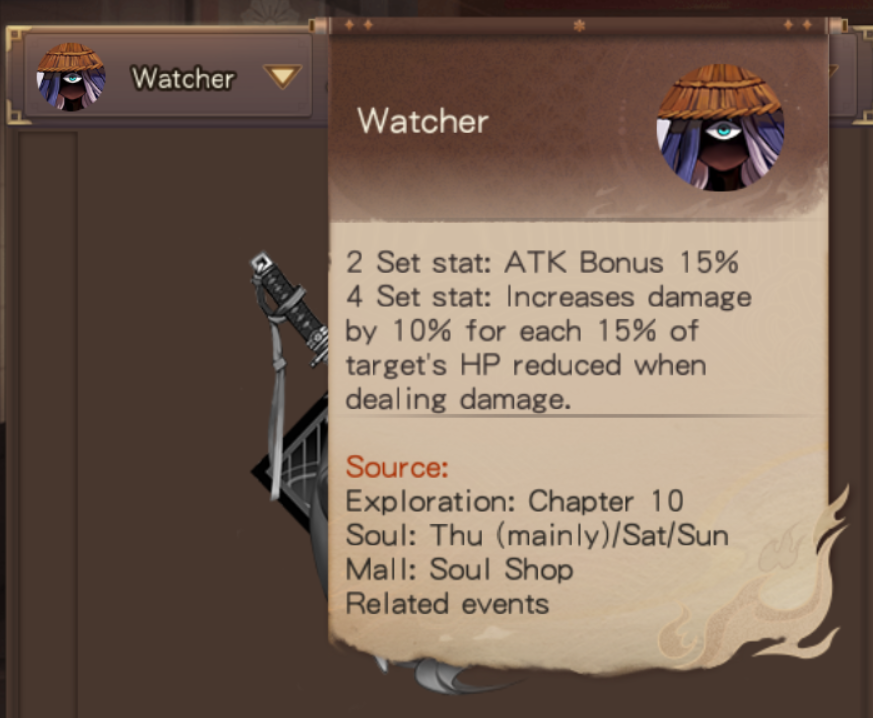 Watcher
Watcher
2 Set stat: ATK Bonus 15%
4 Set stat: Increases damage
by 10% for each 15% of
target's HP reduced when
dealing damage.
Source:
Exploration: Chapter 10
Soul: Thu (mainly)/Sat/Sun
Mall: Soul Shop
Related events